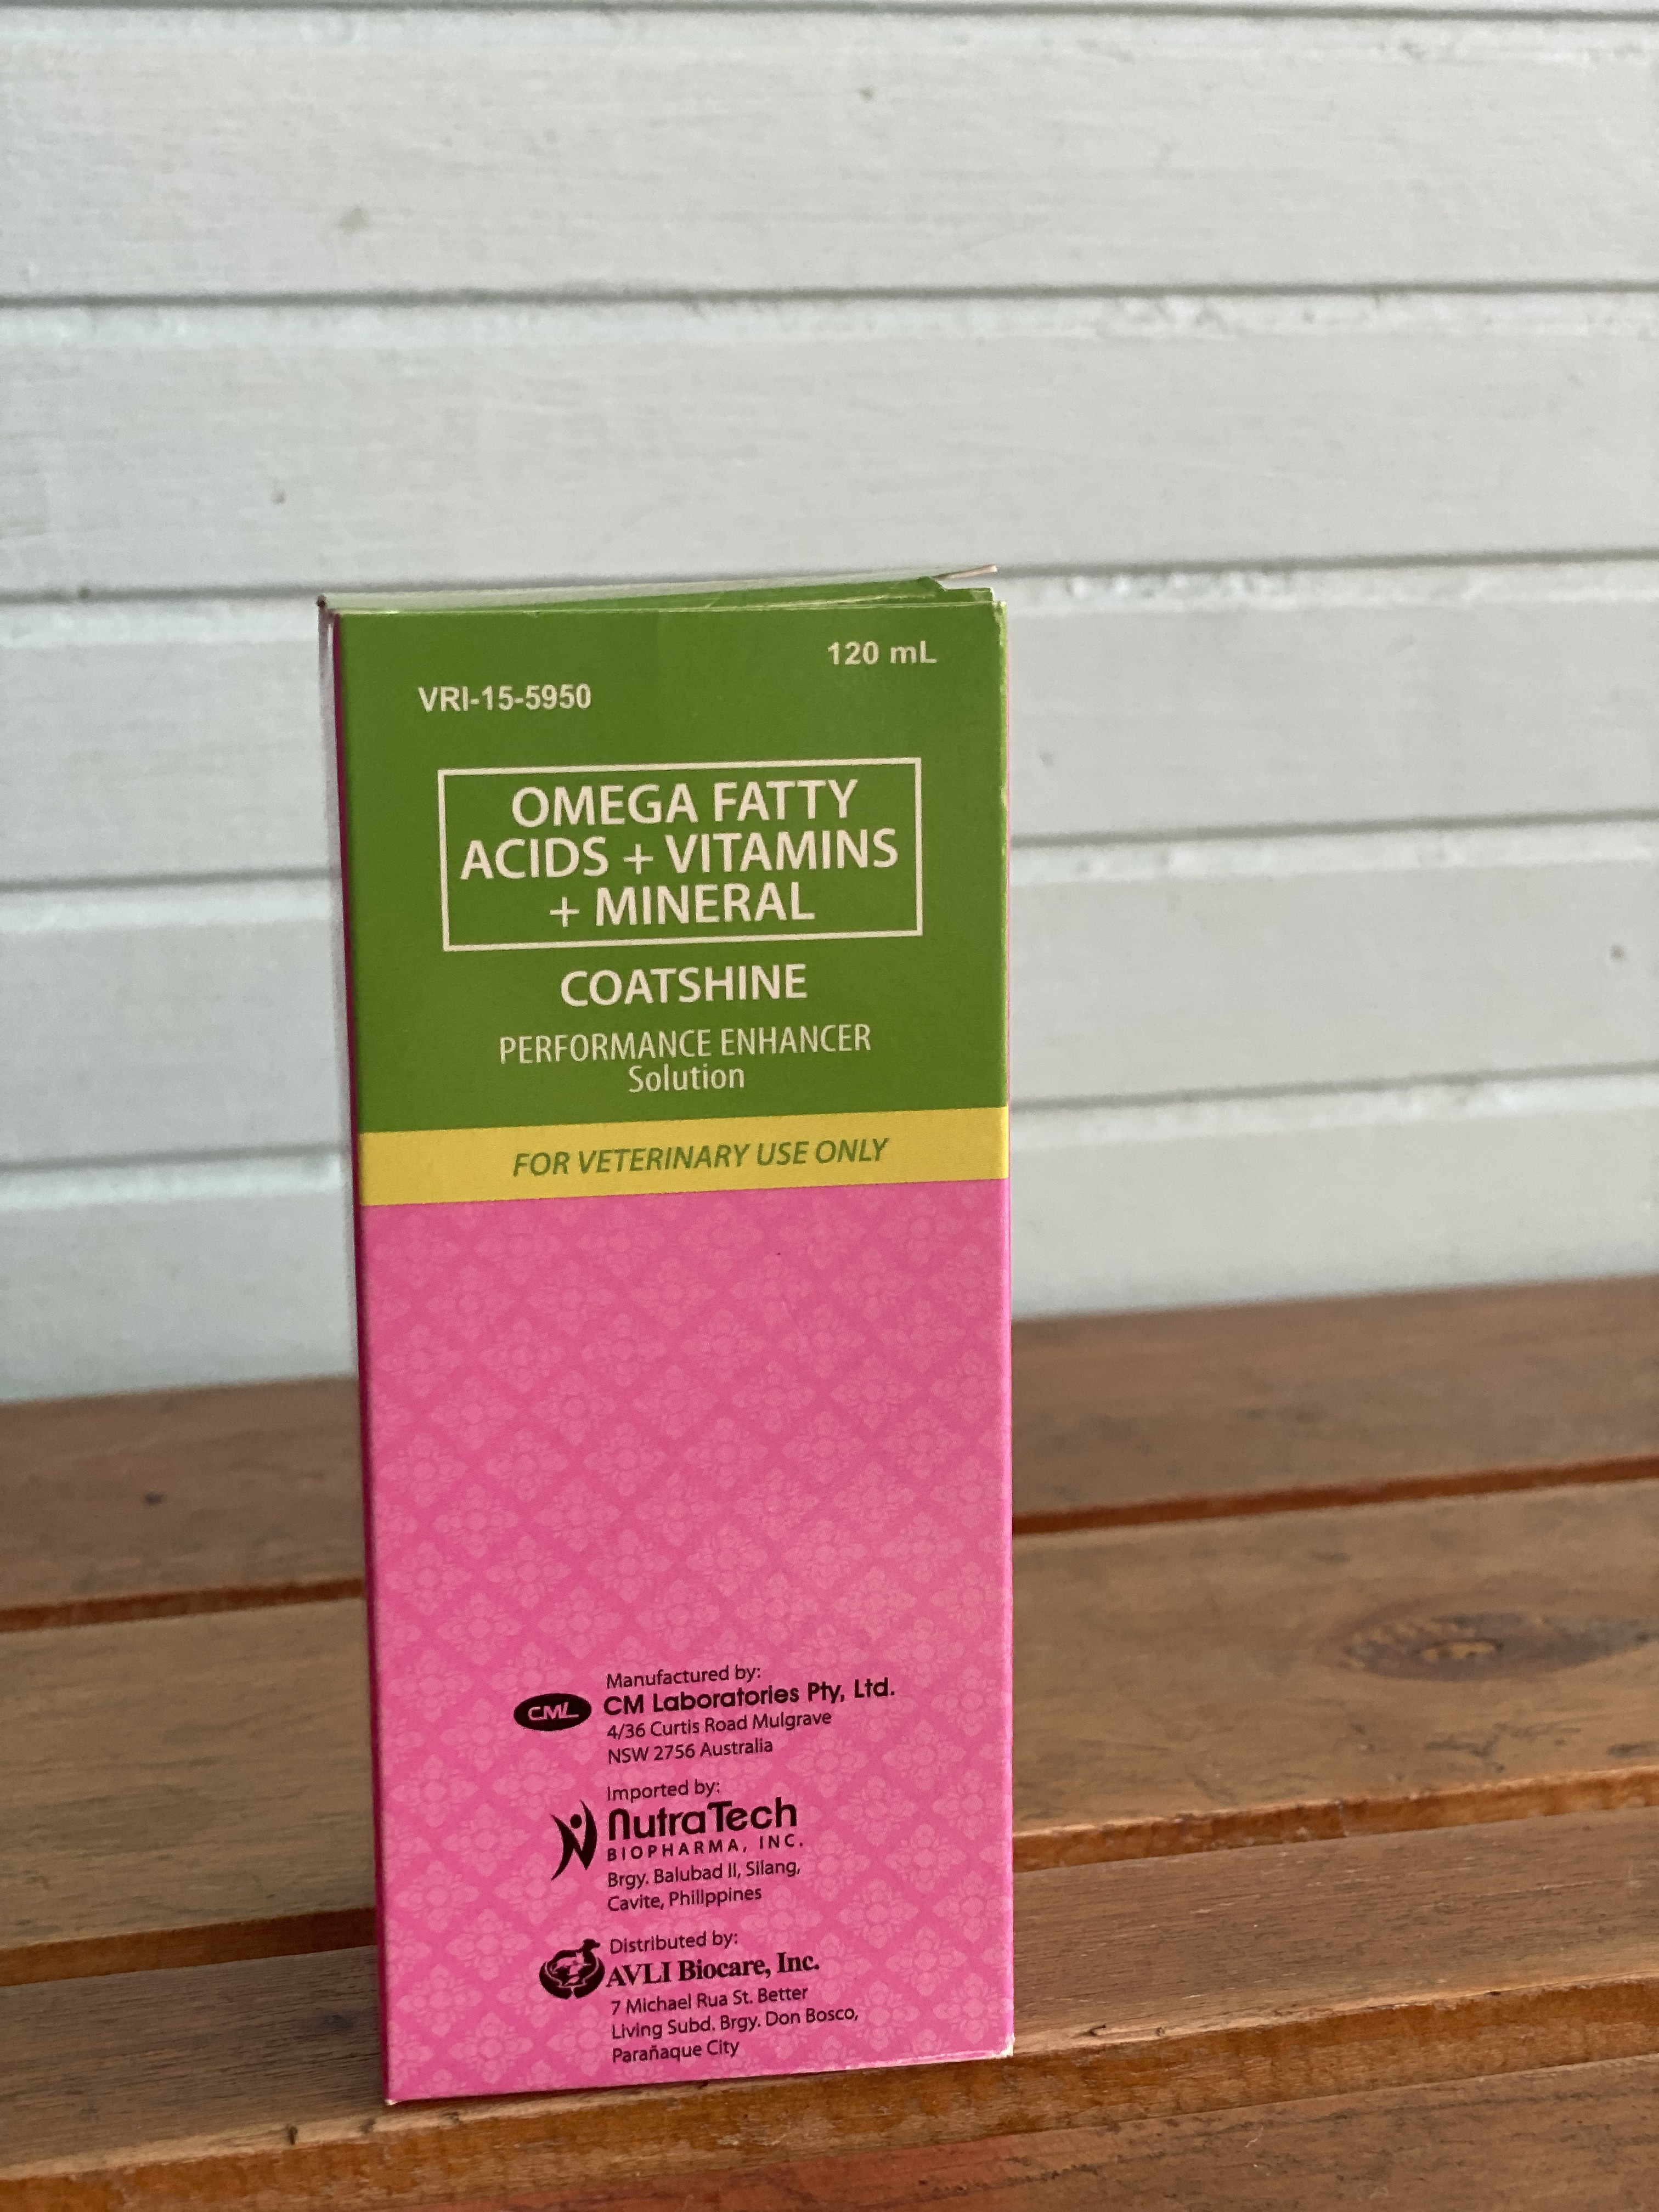 120 mL
VRI-15-5950
OMEGA FATTY
ACIDS + VITAMINS
+ MINERAL
COATSHINE
PERFORMANCE ENHANCER
Solution
FOR VETERINARY USE ONLY
Manufactured by:
CML
CM Laboratories Pty, Ltd.
4/36 Curtis Road Mulgrave
NSW 2756 Australia
Imported by:
NutraTech
BIOPHARMA, INC.
Brgy. Balubad II, Silang,
Cavite, Philippines
Distributed by:
AVLI Biocare, Inc.
7 Michael Rua St. Better
Living Subd. Brgy. Don Bosco,
Parañaque City